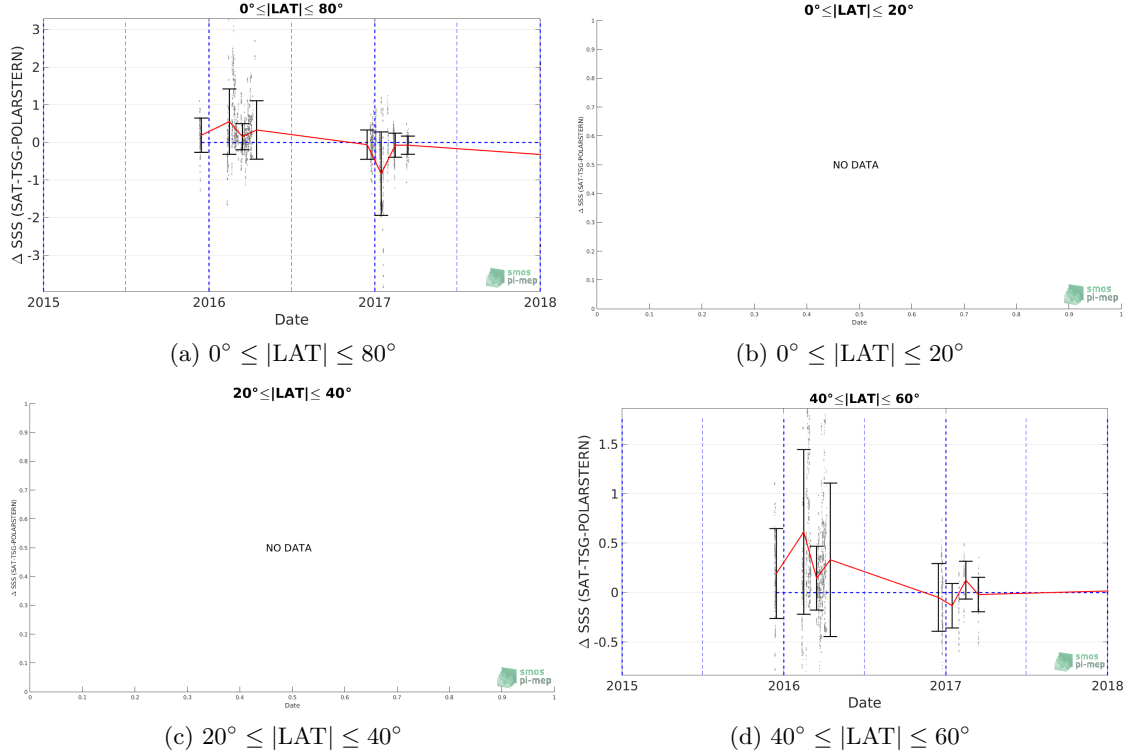 0°≤|LAT|≤ 80°
Δ SSS (SAT-TSG-POLARSTERN)
3
2
1
0
-1
-2
-3
2015
2016
2017
2018
Date
smos
pi-mep
(a) 0° ≤ |LAT| ≤ 80°
0°≤|LAT|≤ 20°
Δ SSS (SAT-TSG-POLARSTERN)
1
0.9
0.8
0.7
0.6
0.5
0.4
0.3
0.2
0.1
0
NO DATA
0
0.1
0.2
0.3
0.4
0.5
0.6
0.7
0.8
0.9
1
Date
smos
pi-mep
(b) 0° ≤ |LAT| ≤ 20°
20°≤|LAT|≤ 40°
Δ SSS (SAT-TSG-POLARSTERN)
1
0.9
0.8
0.7
0.6
0.5
0.4
0.3
0.2
0.1
0
NO DATA
0
0.1
0.2
0.3
0.4
0.5
0.6
0.7
0.8
0.9
1
Date
smos
pi-mep
(c) 20° ≤ |LAT| ≤ 40°
40°≤|LAT|≤ 60°
Δ SSS (SAT-TSG-POLARSTERN)
1.5
1
0.5
0
-0.5
2015
2016
2017
2018
Date
smos
pi-mep
(d) 40° ≤ |LAT| ≤ 60°